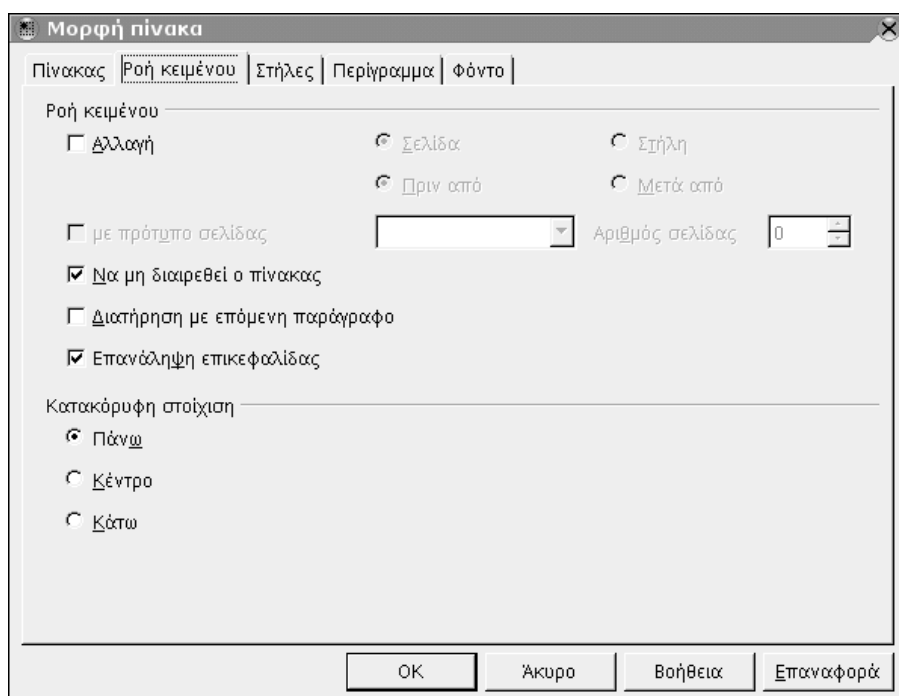 Μορφή πίνακα
Πίνακας Ροή κειμένου Στήλες Περίγραμμα Φόντο
Ροή κειμένου
Αλλαγή Σελίδα Στήλη
Πριν από Μετά από
με πρότυπο σελίδας Αριθμός σελίδας 0
Να μη διαιρεθεί ο πίνακας
Διατήρηση με επόμενη παράγραφο
Επανάληψη επικεφαλίδας
Κατακόρυφη στοίχιση
Πάνω
Κέντρο
Κάτω
OK Άκυρο Βοήθεια Επαναφορά